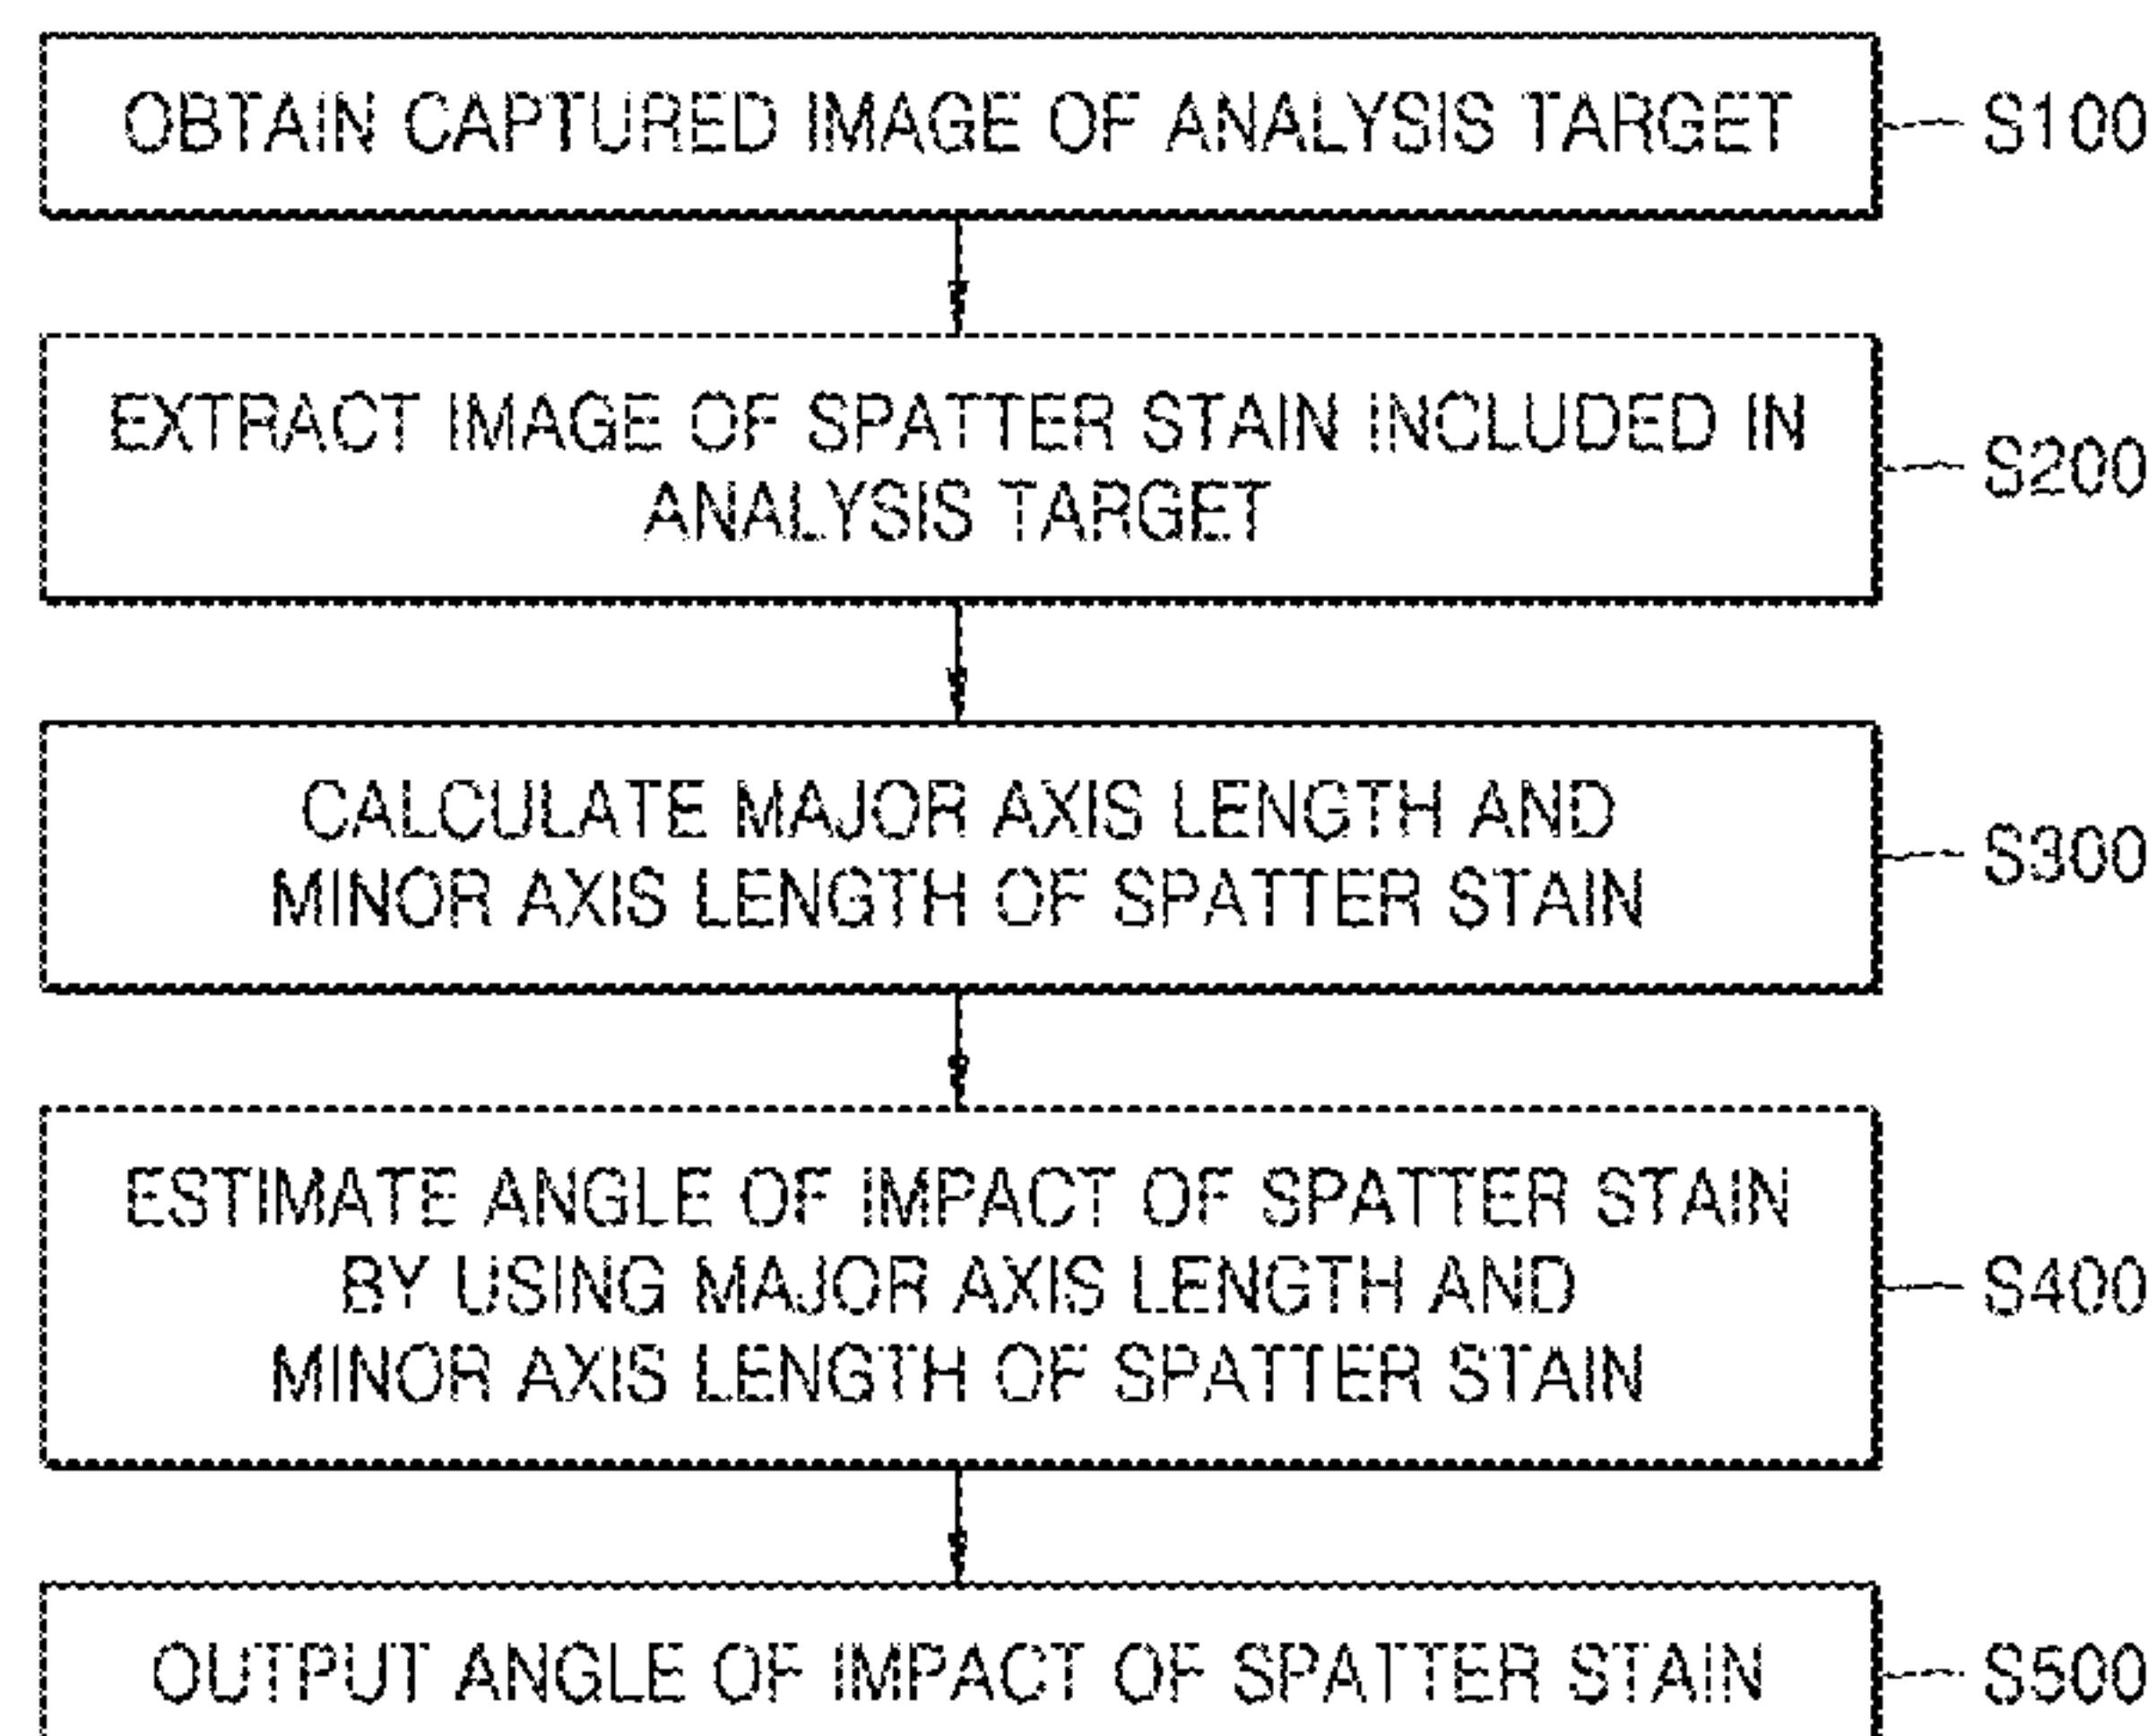 OBTAIN CAPTURED IMAGE OF ANALYSIS TARGET
S100
EXTRACT IMAGE OF SPATTER STAIN INCLUDED IN
ANALYSIS TARGET
S200
CALCULATE MAJOR AXIS LENGTH AND
MINOR AXIS LENGTH OF SPATTER STAIN
S300
ESTIMATE ANGLE OF IMPACT OF SPATTER STAIN
BY USING MAJOR AXIS LENGTH AND
MINOR AXIS LENGTH OF SPATTER STAIN
S400
OUTPUT ANGLE OF IMPACT OF SPATTER STAIN
S500